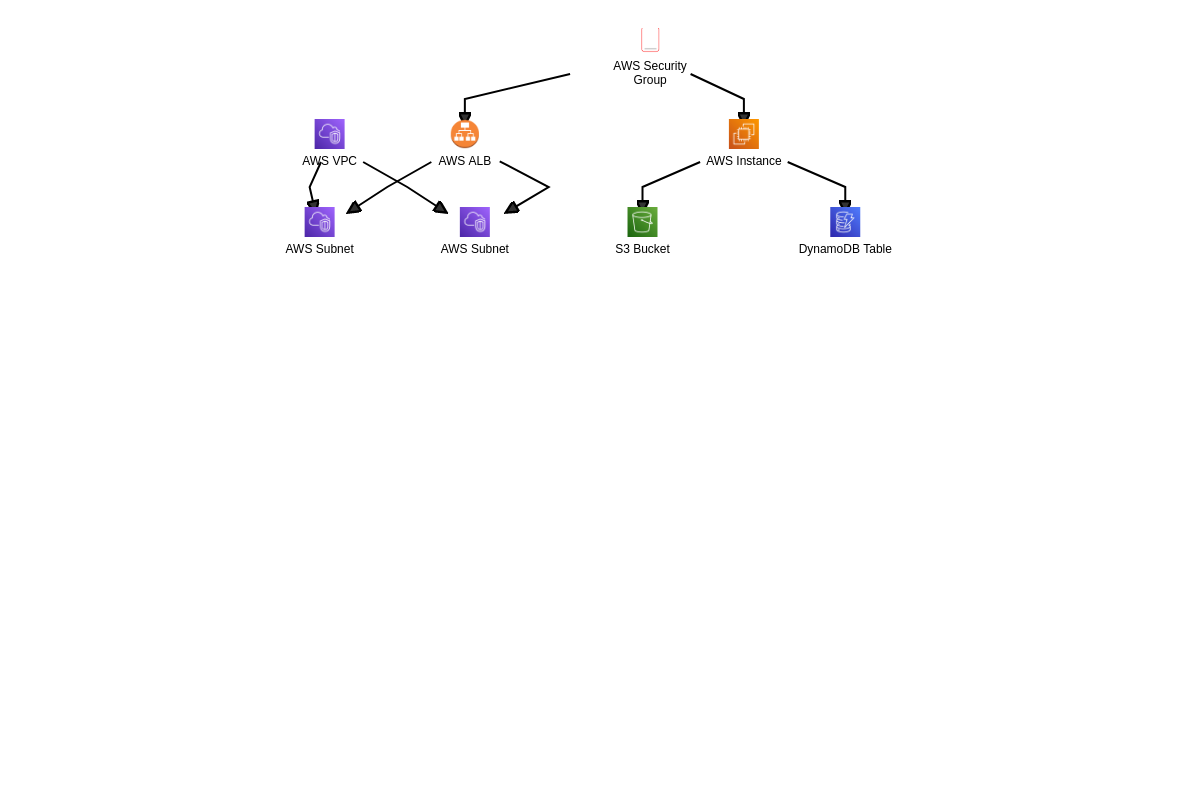 AWS Security
Group
AWS VPC
AWS ALB
AWS Instance
AWS Subnet
AWS Subnet
S3 Bucket
DynamoDB Table